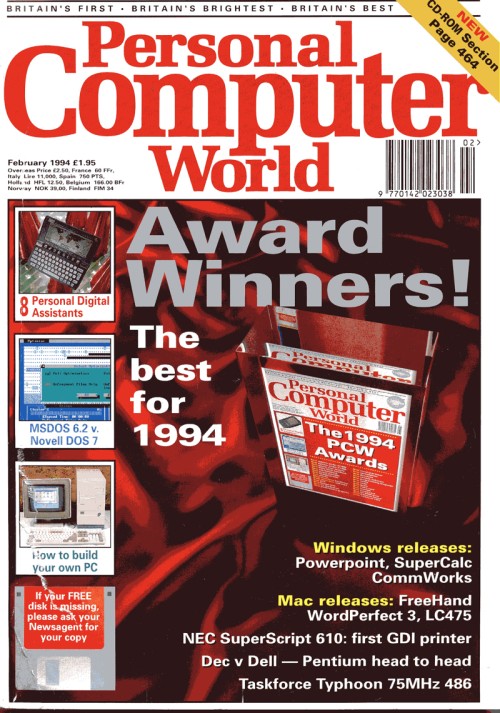 BRITAIN'S FIRST • BRITAIN'S BRIGHTEST • BRITAIN'S BEST
NEW
CD-ROM Section
Page 464
Personal
Computer
World
February 1994 £1.95
Overseas Price £2.50, France 60 FFr,
Italy Lire 11,000, Spain 750 PTS,
Holland HFL 12.50, Belgium 166.00 BFr
Norway NOK 39.00, Finland FIM 34
02>
9 770142 023038
Award
Winners!
8 Personal Digital
Assistants
The
best
for
1994
MSDOS 6.2 v.
Novell DOS 7
Personal
Computer
World
The 1994
PCW
Awards
How to build
your own PC
If your FREE
disk is missing,
please ask your
Newsagent for
your copy
Windows releases:
Powerpoint, SuperCalc
CommWorks
Mac releases: FreeHand
WordPerfect 3, LC475
NEC SuperScript 610: first GDI printer
Dec v Dell — Pentium head to head
Taskforce Typhoon 75MHz 486